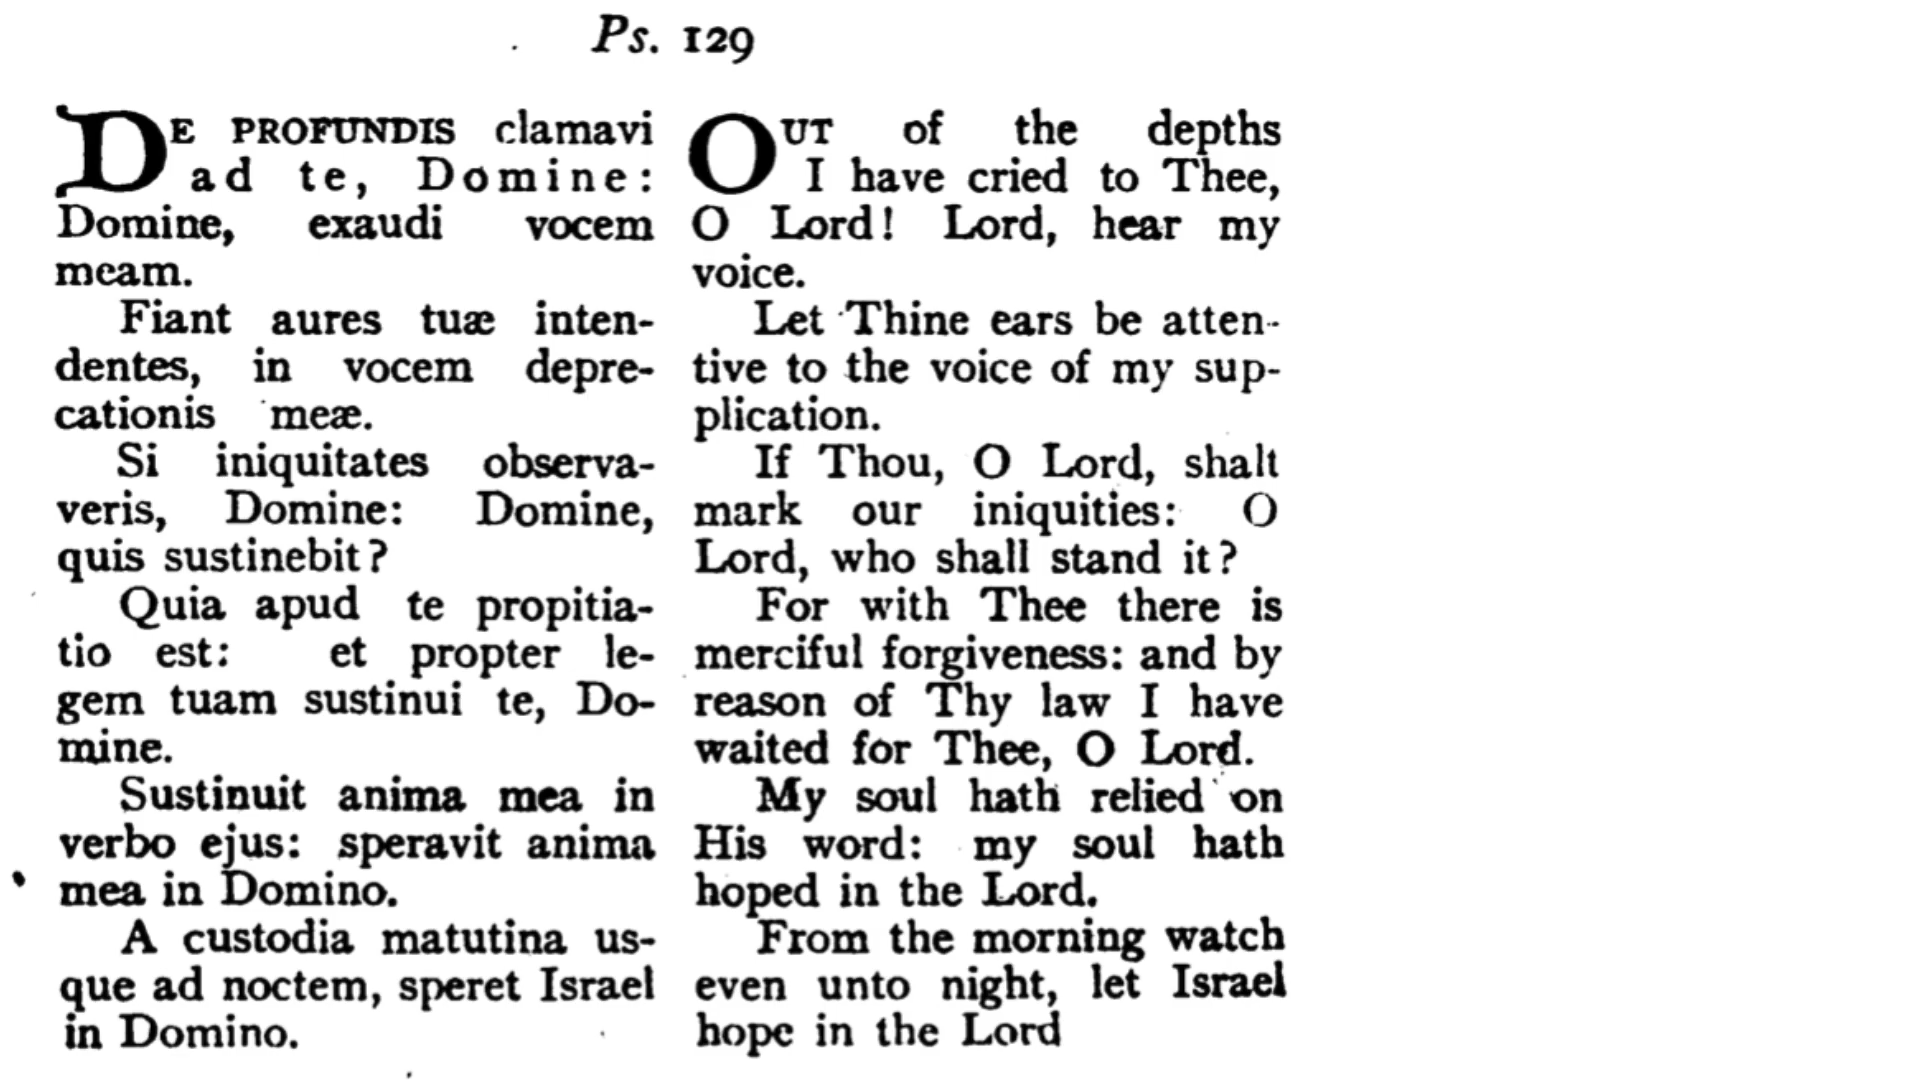 Ps. 129
DE PROFUNDIS clamavi
ad te, Domine:
Domine, exaudi vocem
meam.
Fiant aures tuæ inten-
dentes, in vocem depre-
cationis meæ.
Si iniquitates observa-
veris, Domine: Domine,
quis sustinebit?
Quia apud te propitia-
tio est: et propter le-
gem tuam sustinui te, Do-
mine.
Sustinuit anima mea in
verbo ejus: speravit anima
mea in Domino.
A custodia matutina us-
que ad noctem, speret Israel
in Domino.
OUT of the depths
I have cried to Thee,
O Lord! Lord, hear my
voice.
Let Thine ears be atten-
tive to the voice of my sup-
plication.
If Thou, O Lord, shalt
mark our iniquities: O
Lord, who shall stand it?
For with Thee there is
merciful forgiveness: and by
reason of Thy law I have
waited for Thee, O Lord.
My soul hath relied on
His word: my soul hath
hoped in the Lord.
From the morning watch
even unto night, let Israel
hope in the Lord